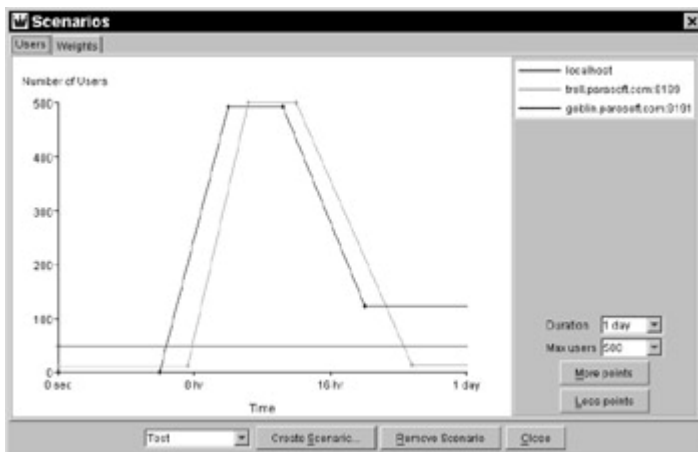 Scenarios
Users Weights
Number of Users
500
400
300
200
100
0
0 sec 8 hr 16 hr 1 day
Time
localhost
troll.parasoft.com:8189
goblin.parasoft.com:8191
Duration 1 day
Max users 500
More points
Less points
Test Create Scenario... Remove Scenario Close